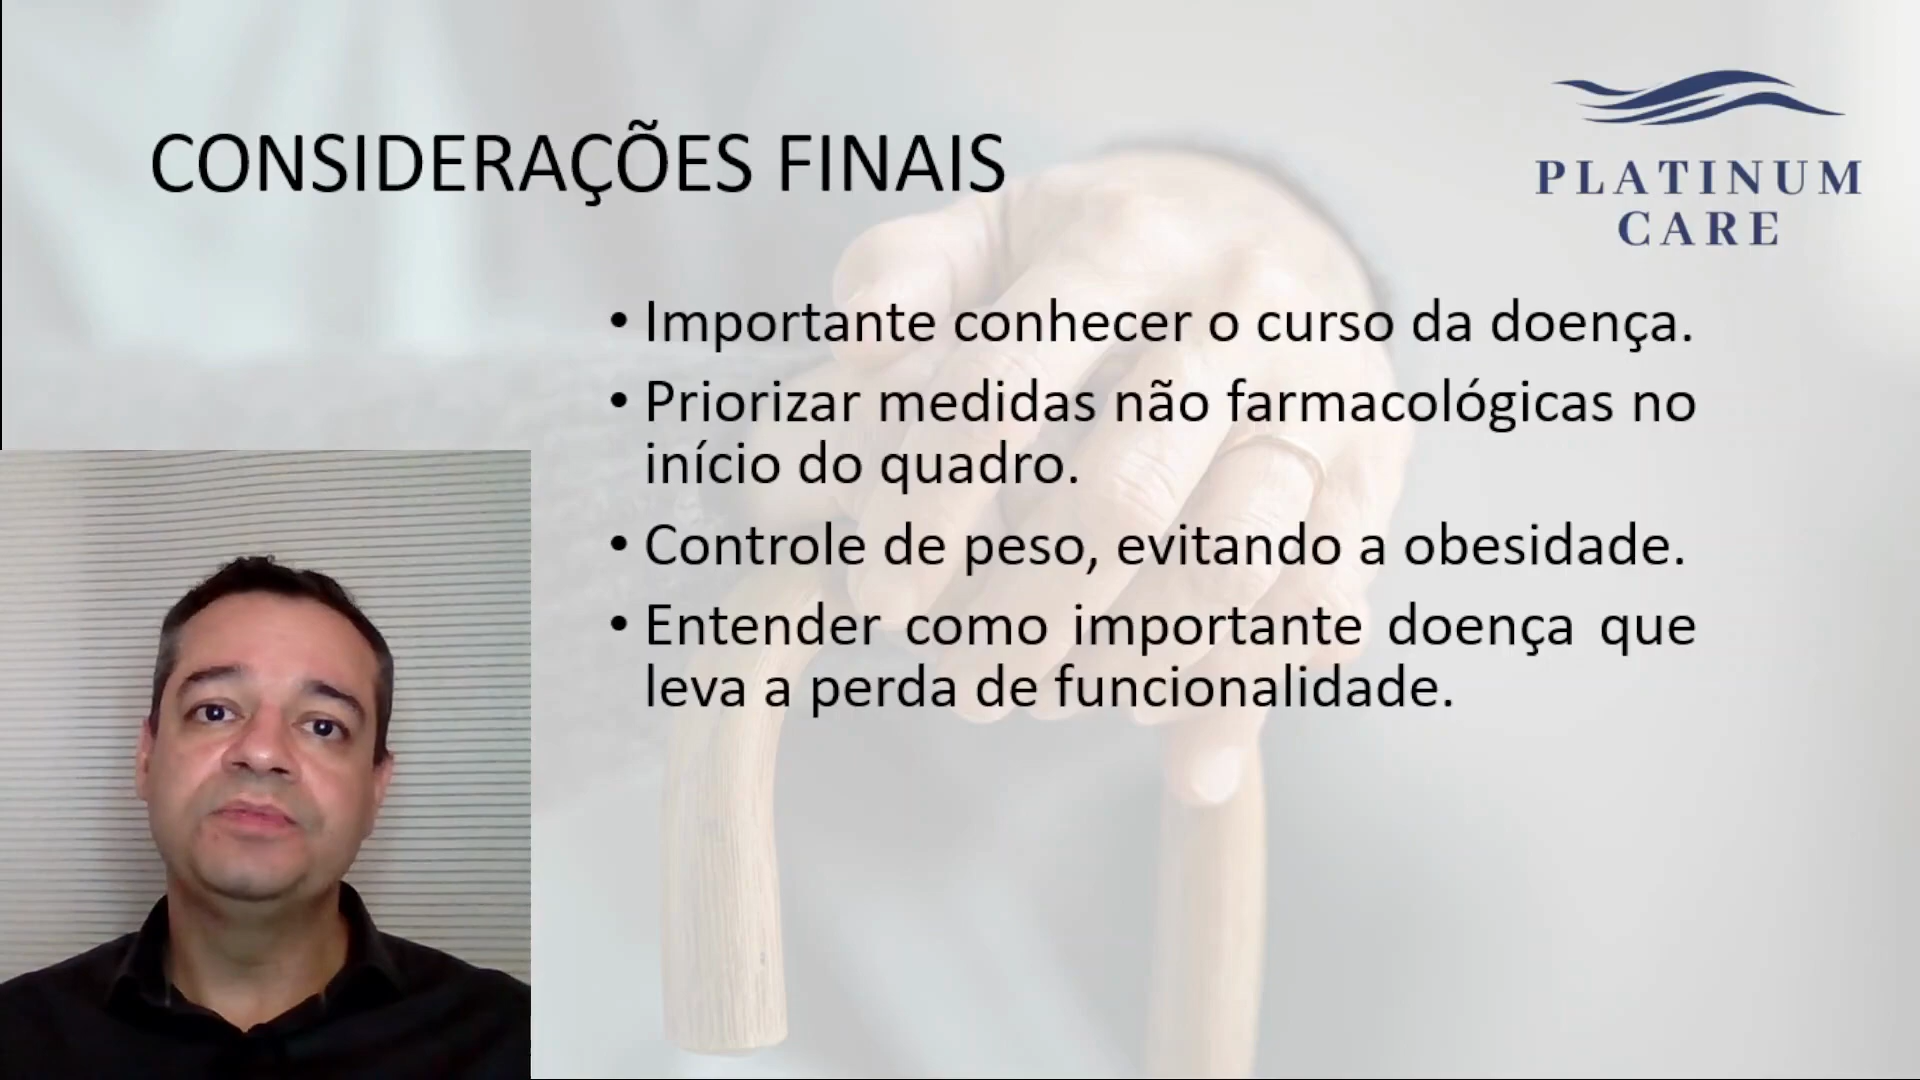 CONSIDERAÇÕES FINAIS
PLATINUM
CARE
• Importante conhecer o curso da doença.
• Priorizar medidas não farmacológicas no
início do quadro.
• Controle de peso, evitando a obesidade.
• Entender como importante doença que
leva a perda de funcionalidade.